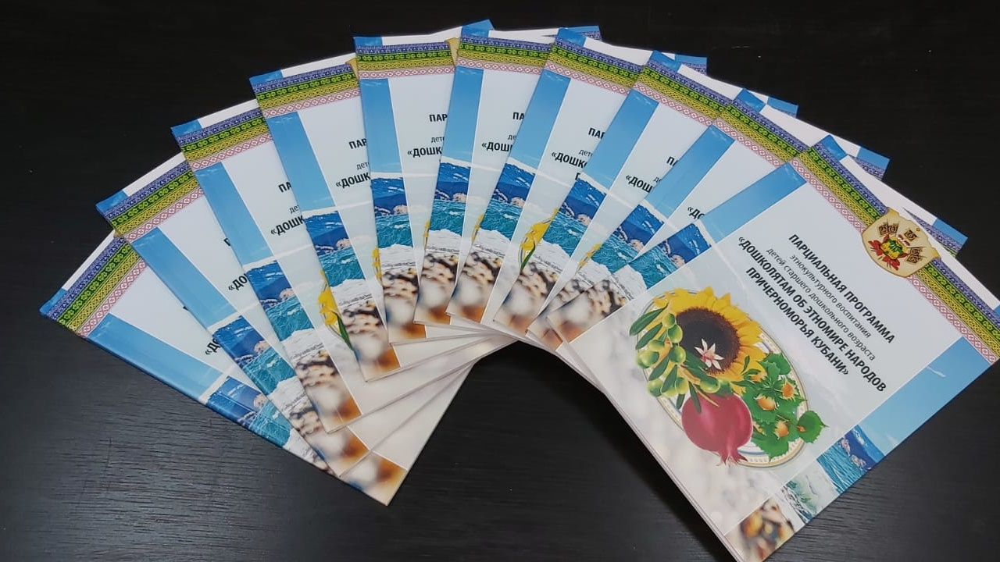 ПАРЦИАЛЬНАЯ ПРОГРАММА
этнокультурного воспитания
детей старшего дошкольного возраста
«ДОШКОЛЯТАМ ОБ ЭТНОМИРЕ НАРОДОВ
ПРИЧЕРНОМОРЬЯ КУБАНИ»